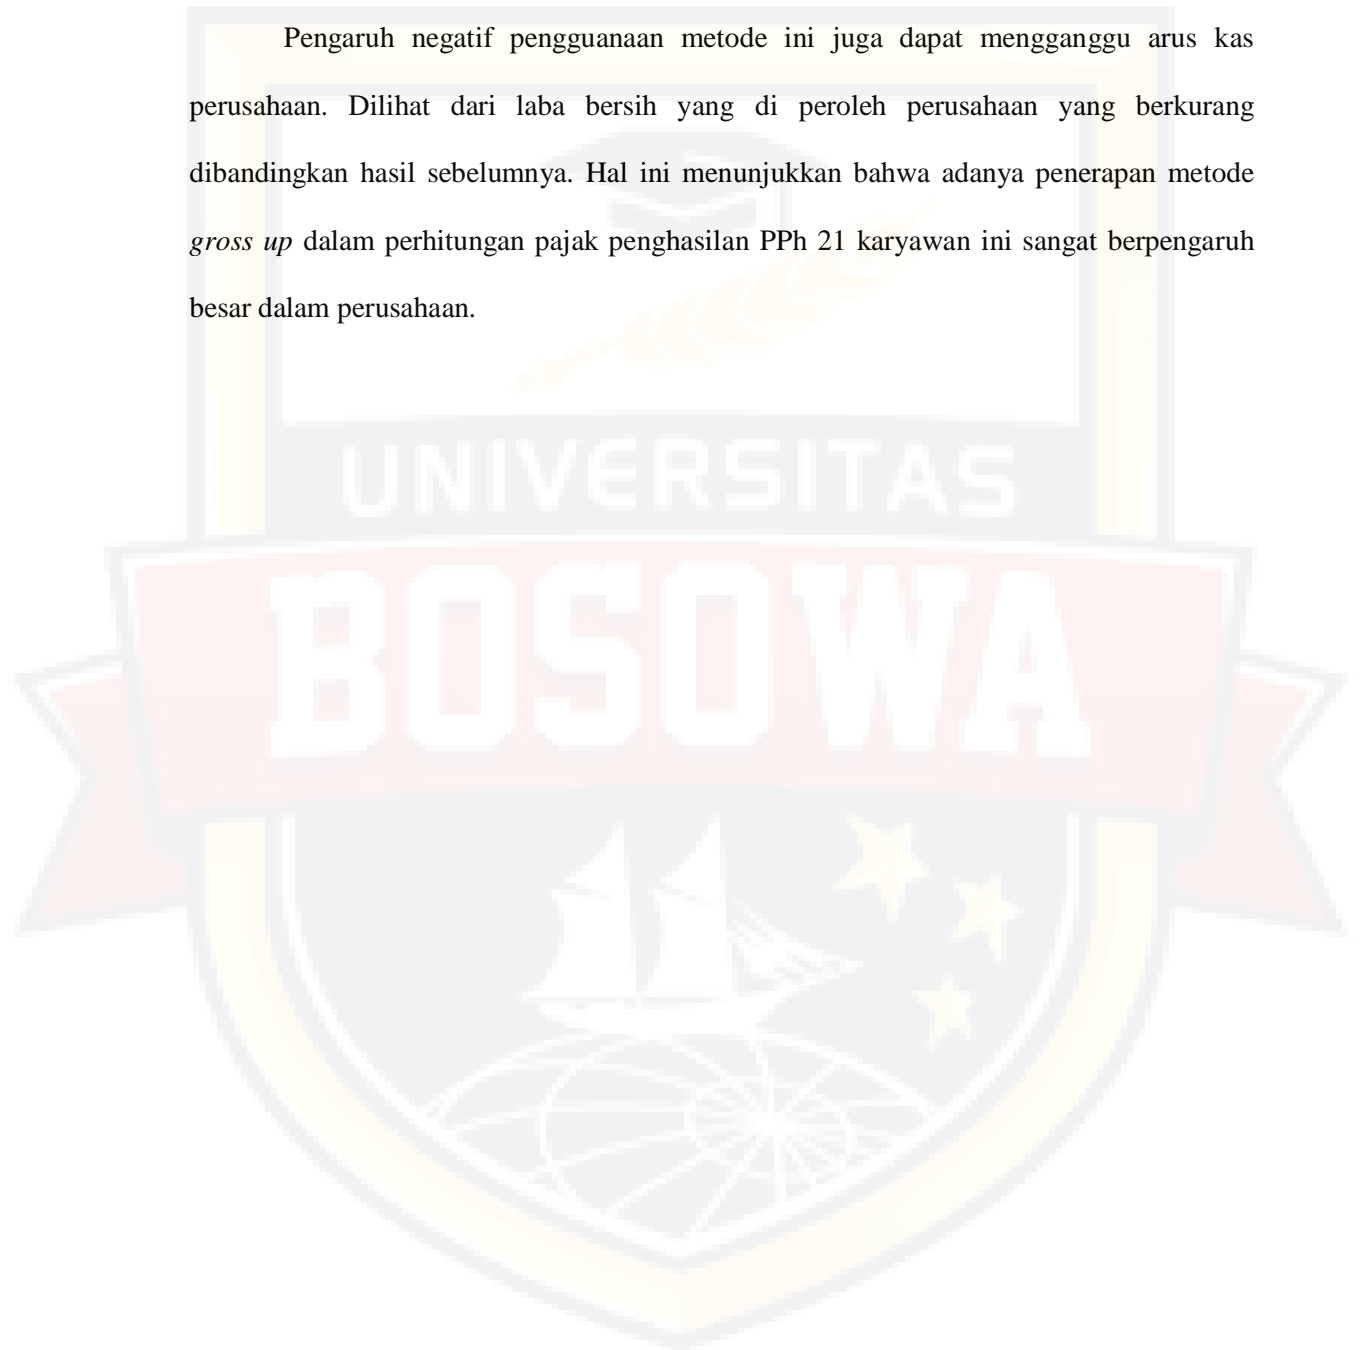 Pengaruh negatif pengguanaan metode ini juga dapat mengganggu arus kas
perusahaan. Dilihat dari laba bersih yang di peroleh perusahaan yang berkurang
dibandingkan hasil sebelumnya. Hal ini menunjukkan bahwa adanya penerapan metode
gross up dalam perhitungan pajak penghasilan PPh 21 karyawan ini sangat berpengaruh
besar dalam perusahaan.
UNIVERSITAS
BOSOWA